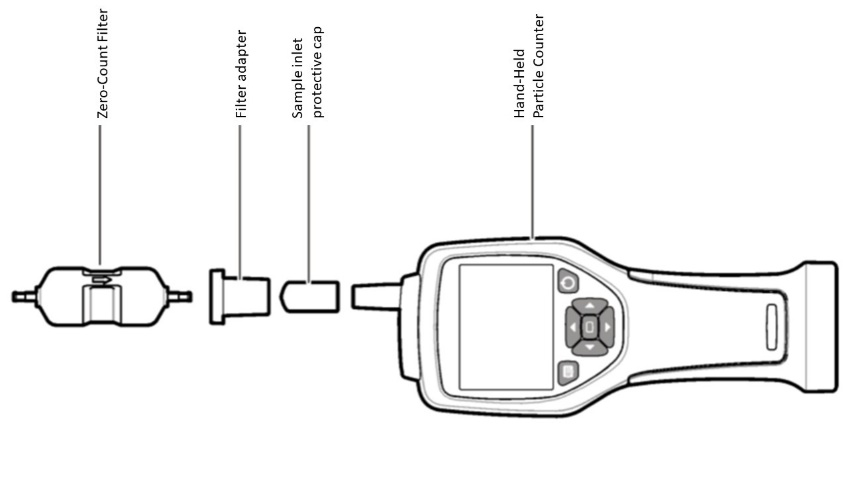 Zero-Count Filter
Filter adapter
Sample inlet
protective cap
Hand-Held
Particle Counter